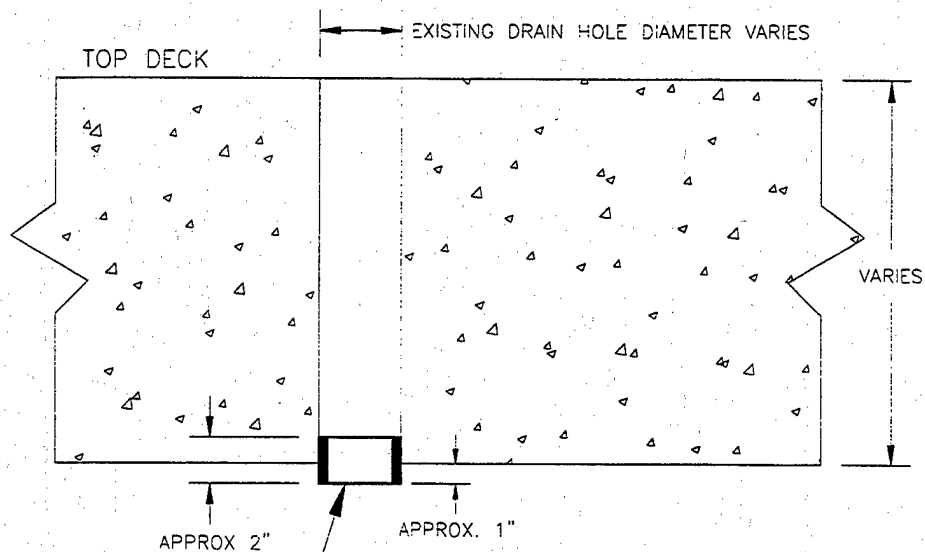 EXISTING DRAIN HOLE DIAMETER VARIES
TOP DECK
VARIES
APPROX 2"
APPROX. 1"